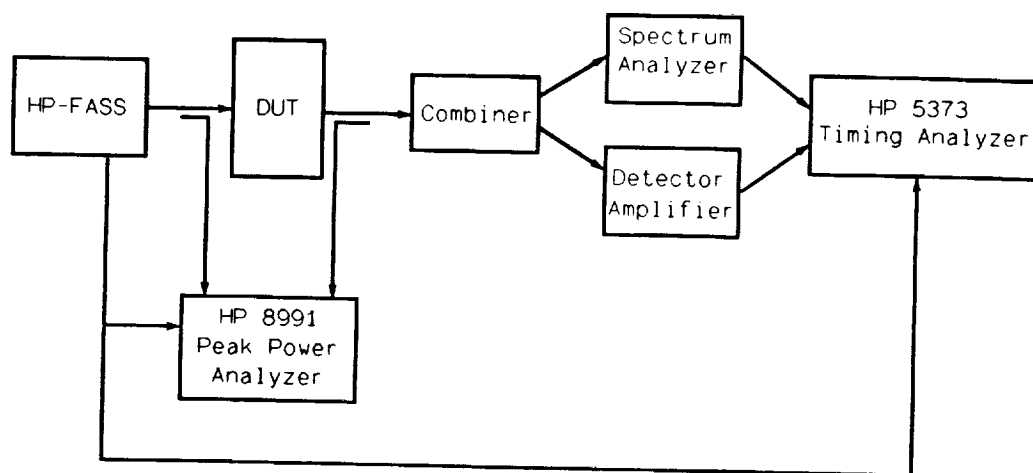 HP-FASS
DUT
Combiner
Spectrum
Analyzer
Detector
Amplifier
HP 5373
Timing Analyzer
HP 8991
Peak Power
Analyzer